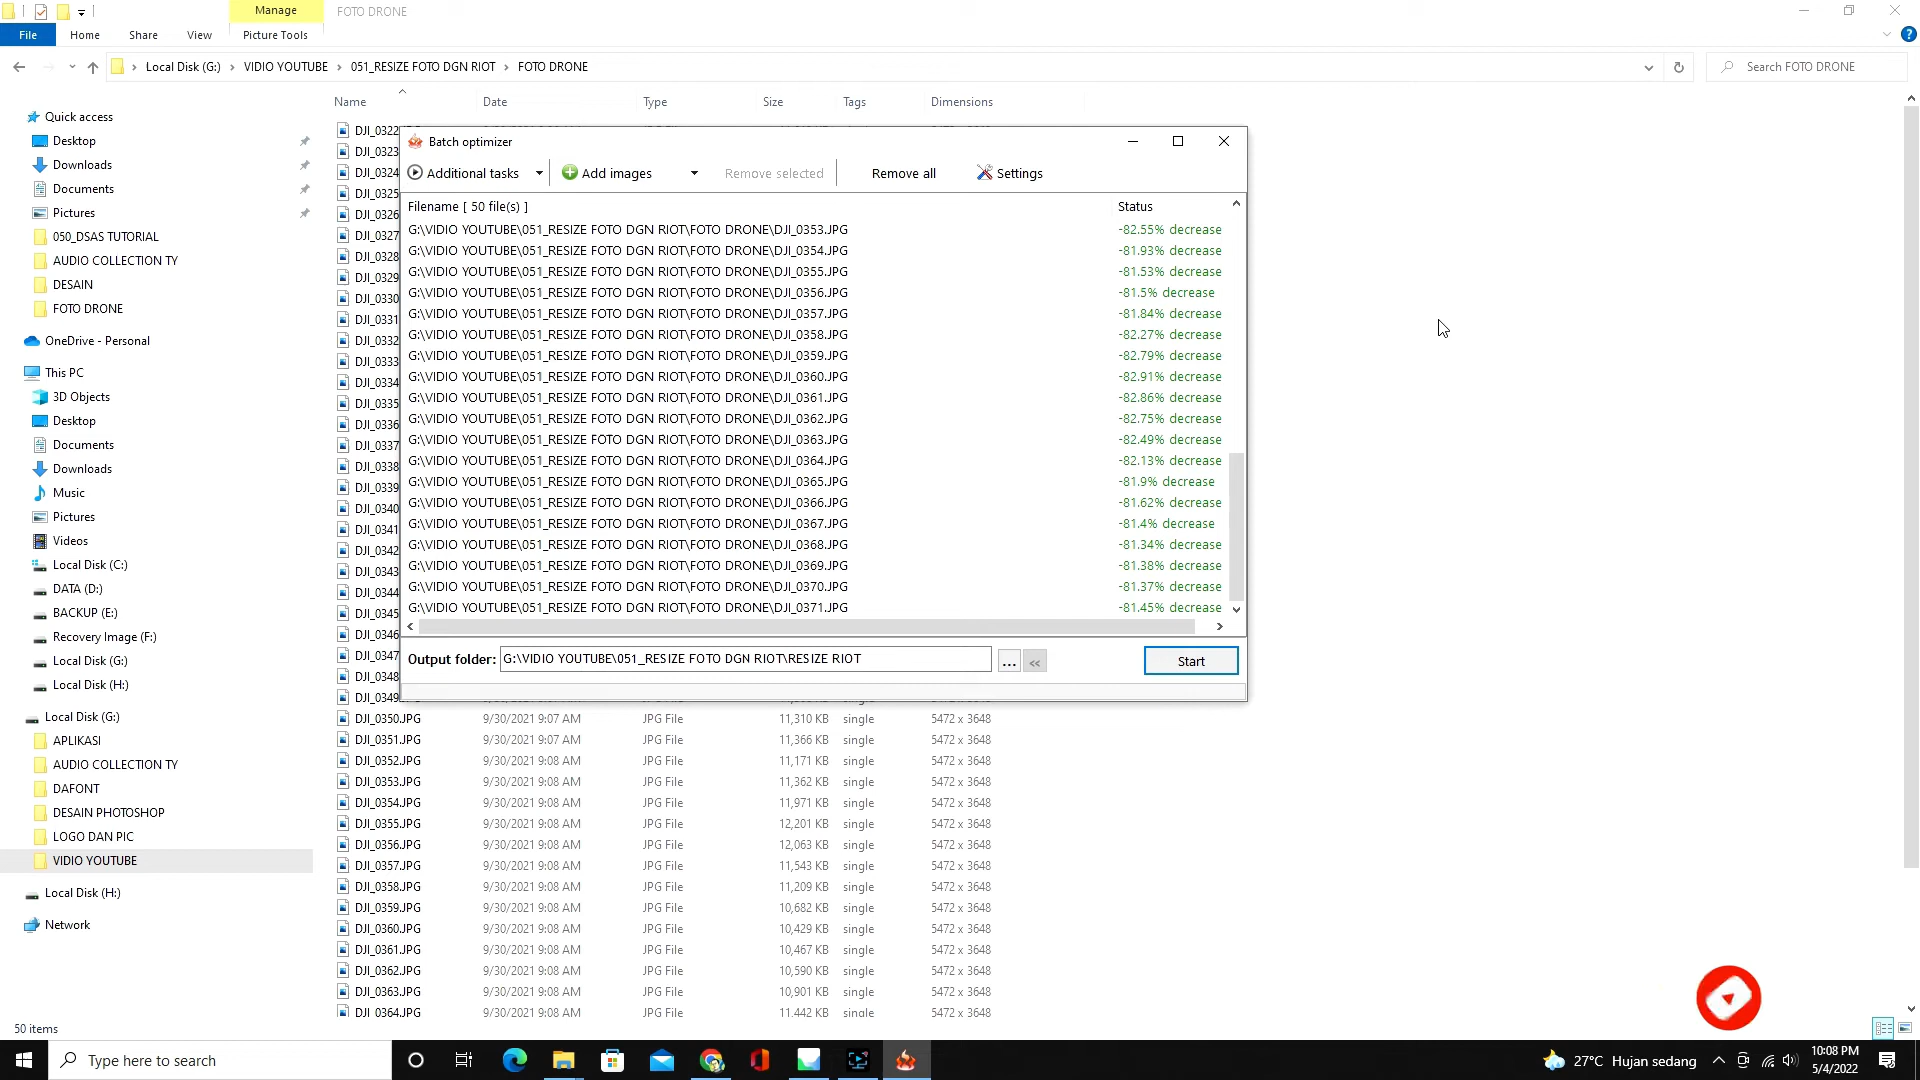 Manage
FOTO DRONE
File
Home
Share
View
Picture Tools
Local Disk (G:) > VIDIO YOUTUBE > 051_RESIZE FOTO DGN RIOT > FOTO DRONE
Search FOTO DRONE
Name
Date
Type
Size
Tags
Dimensions
Quick access
Desktop
Downloads
Documents
Pictures
050_DSAS TUTORIAL
AUDIO COLLECTION TY
DESAIN
FOTO DRONE
OneDrive - Personal
This PC
3D Objects
Desktop
Documents
Downloads
Music
Pictures
Videos
Local Disk (C:)
DATA (D:)
BACKUP (E:)
Recovery Image (F:)
Local Disk (G:)
Local Disk (H:)
Local Disk (G:)
APLIKASI
AUDIO COLLECTION TY
DAFONT
DESAIN PHOTOSHOP
LOGO DAN PIC
VIDIO YOUTUBE
Local Disk (H:)
Network
DJI_0322
DJI_0323
DJI_0324
DJI_0325
DJI_0326
DJI_0327
DJI_0328
DJI_0329
DJI_0330
DJI_0331
DJI_0332
DJI_0333
DJI_0334
DJI_0335
DJI_0336
DJI_0337
DJI_0338
DJI_0339
DJI_0340
DJI_0341
DJI_0342
DJI_0343
DJI_0344
DJI_0345
DJI_0346
DJI_0347
DJI_0348
DJI_0349
Batch optimizer
Additional tasks
Add images
Remove selected
Remove all
Settings
Filename [ 50 file(s) ] Status
G:\VIDIO YOUTUBE\051_RESIZE FOTO DGN RIOT\FOTO DRONE\DJI_0353.JPG -82.55% decrease
G:\VIDIO YOUTUBE\051_RESIZE FOTO DGN RIOT\FOTO DRONE\DJI_0354.JPG -81.93% decrease
G:\VIDIO YOUTUBE\051_RESIZE FOTO DGN RIOT\FOTO DRONE\DJI_0355.JPG -81.53% decrease
G:\VIDIO YOUTUBE\051_RESIZE FOTO DGN RIOT\FOTO DRONE\DJI_0356.JPG -81.5% decrease
G:\VIDIO YOUTUBE\051_RESIZE FOTO DGN RIOT\FOTO DRONE\DJI_0357.JPG -81.84% decrease
G:\VIDIO YOUTUBE\051_RESIZE FOTO DGN RIOT\FOTO DRONE\DJI_0358.JPG -82.27% decrease
G:\VIDIO YOUTUBE\051_RESIZE FOTO DGN RIOT\FOTO DRONE\DJI_0359.JPG -82.79% decrease
G:\VIDIO YOUTUBE\051_RESIZE FOTO DGN RIOT\FOTO DRONE\DJI_0360.JPG -82.91% decrease
G:\VIDIO YOUTUBE\051_RESIZE FOTO DGN RIOT\FOTO DRONE\DJI_0361.JPG -82.86% decrease
G:\VIDIO YOUTUBE\051_RESIZE FOTO DGN RIOT\FOTO DRONE\DJI_0362.JPG -82.75% decrease
G:\VIDIO YOUTUBE\051_RESIZE FOTO DGN RIOT\FOTO DRONE\DJI_0363.JPG -82.49% decrease
G:\VIDIO YOUTUBE\051_RESIZE FOTO DGN RIOT\FOTO DRONE\DJI_0364.JPG -82.13% decrease
G:\VIDIO YOUTUBE\051_RESIZE FOTO DGN RIOT\FOTO DRONE\DJI_0365.JPG -81.9% decrease
G:\VIDIO YOUTUBE\051_RESIZE FOTO DGN RIOT\FOTO DRONE\DJI_0366.JPG -81.62% decrease
G:\VIDIO YOUTUBE\051_RESIZE FOTO DGN RIOT\FOTO DRONE\DJI_0367.JPG -81.4% decrease
G:\VIDIO YOUTUBE\051_RESIZE FOTO DGN RIOT\FOTO DRONE\DJI_0368.JPG -81.34% decrease
G:\VIDIO YOUTUBE\051_RESIZE FOTO DGN RIOT\FOTO DRONE\DJI_0369.JPG -81.38% decrease
G:\VIDIO YOUTUBE\051_RESIZE FOTO DGN RIOT\FOTO DRONE\DJI_0370.JPG -81.37% decrease
G:\VIDIO YOUTUBE\051_RESIZE FOTO DGN RIOT\FOTO DRONE\DJI_0371.JPG -81.45% decrease
Output folder: G:\VIDIO YOUTUBE\051_RESIZE FOTO DGN RIOT\RESIZE RIOT ... << Start
DJI_0350.JPG 9/30/2021 9:07 AM JPG File 11,310 KB single 5472 x 3648
DJI_0351.JPG 9/30/2021 9:07 AM JPG File 11,366 KB single 5472 x 3648
DJI_0352.JPG 9/30/2021 9:08 AM JPG File 11,171 KB single 5472 x 3648
DJI_0353.JPG 9/30/2021 9:08 AM JPG File 11,362 KB single 5472 x 3648
DJI_0354.JPG 9/30/2021 9:08 AM JPG File 11,971 KB single 5472 x 3648
DJI_0355.JPG 9/30/2021 9:08 AM JPG File 12,201 KB single 5472 x 3648
DJI_0356.JPG 9/30/2021 9:08 AM JPG File 12,063 KB single 5472 x 3648
DJI_0357.JPG 9/30/2021 9:08 AM JPG File 11,543 KB single 5472 x 3648
DJI_0358.JPG 9/30/2021 9:08 AM JPG File 11,209 KB single 5472 x 3648
DJI_0359.JPG 9/30/2021 9:08 AM JPG File 10,682 KB single 5472 x 3648
DJI_0360.JPG 9/30/2021 9:08 AM JPG File 10,429 KB single 5472 x 3648
DJI_0361.JPG 9/30/2021 9:08 AM JPG File 10,467 KB single 5472 x 3648
DJI_0362.JPG 9/30/2021 9:08 AM JPG File 10,590 KB single 5472 x 3648
DJI_0363.JPG 9/30/2021 9:08 AM JPG File 10,901 KB single 5472 x 3648
DJI_0364.JPG 9/30/2021 9:08 AM JPG File 11,442 KB single 5472 x 3648
50 items
Type here to search
27°C Hujan sedang
10:08 PM
5/4/2022